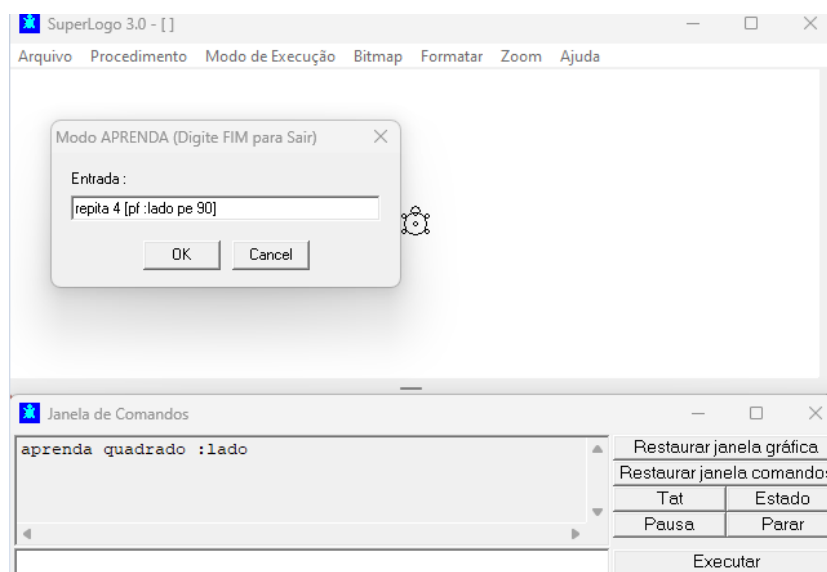 SuperLogo 3.0 - [ ]
Arquivo Procedimento Modo de Execução Bitmap Formatar Zoom Ajuda
Modo APRENDA (Digite FIM para Sair)
Entrada :
repita 4 [pf :lado pe 90]
OK Cancel
Janela de Comandos
aprenda quadrado :lado
Restaurar janela gráfica
Restaurar janela comandos
Tat Estado
Pausa Parar
Executar